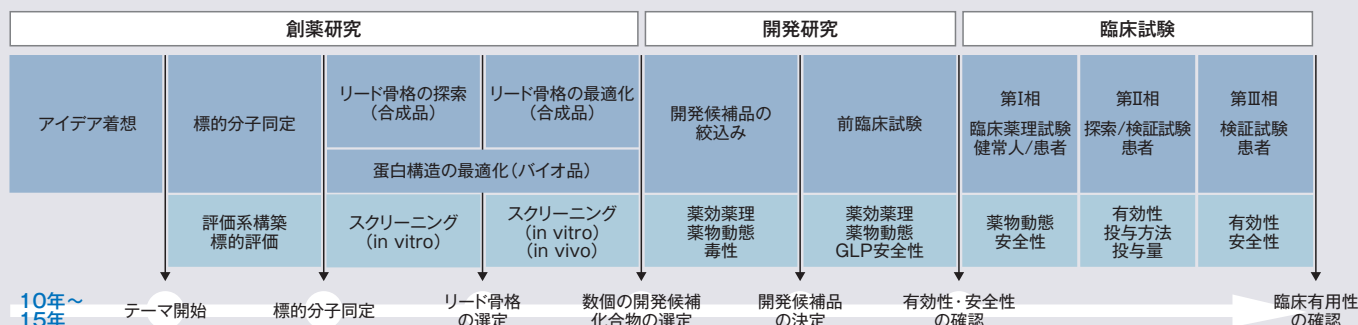 創薬研究
開発研究
臨床試験
アイデア着想
標的分子同定
リード骨格の探索
(合成品)
リード骨格の最適化
(合成品)
蛋白構造の最適化(バイオ品)
開発候補品の
絞込み
前臨床試験
第Ⅰ相
臨床薬理試験
健常人/患者
第Ⅱ相
探索/検証試験
患者
第Ⅲ相
検証試験
患者
評価系構築
標的評価
スクリーニング
(in vitro)
スクリーニング
(in vitro)
(in vivo)
薬効薬理
薬物動態
毒性
薬効薬理
薬物動態
GLP安全性
薬物動態
安全性
有効性
投与方法
投与量
有効性
安全性
10年～
15年
テーマ開始
標的分子同定
リード骨格
の選定
数個の開発候補
化合物の選定
開発候補品
の決定
有効性・安全性
の確認
臨床有用性
の確認